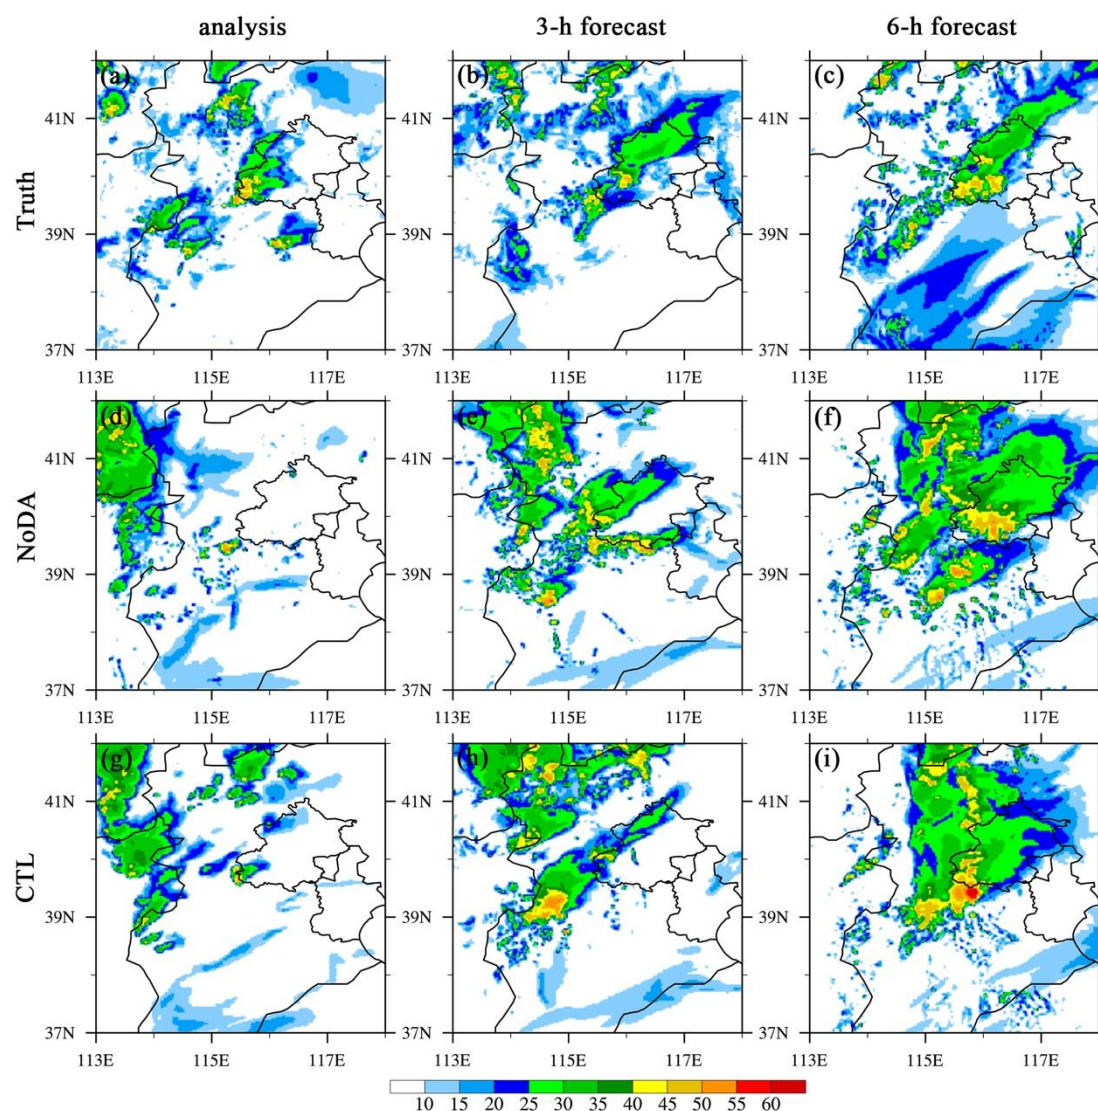 analysis 3-h forecast 6-h forecast
Truth
(a) (b) (c)
41N 41N 41N
39N 39N 39N
37N 37N 37N
113E 115E 117E 113E 115E 117E 113E 115E 117E
NoDA
(d) (e) (f)
41N 41N 41N
39N 39N 39N
37N 37N 37N
113E 115E 117E 113E 115E 117E 113E 115E 117E
CTL
(g) (h) (i)
41N 41N 41N
39N 39N 39N
37N 37N 37N
113E 115E 117E 113E 115E 117E 113E 115E 117E
10 15 20 25 30 35 40 45 50 55 60